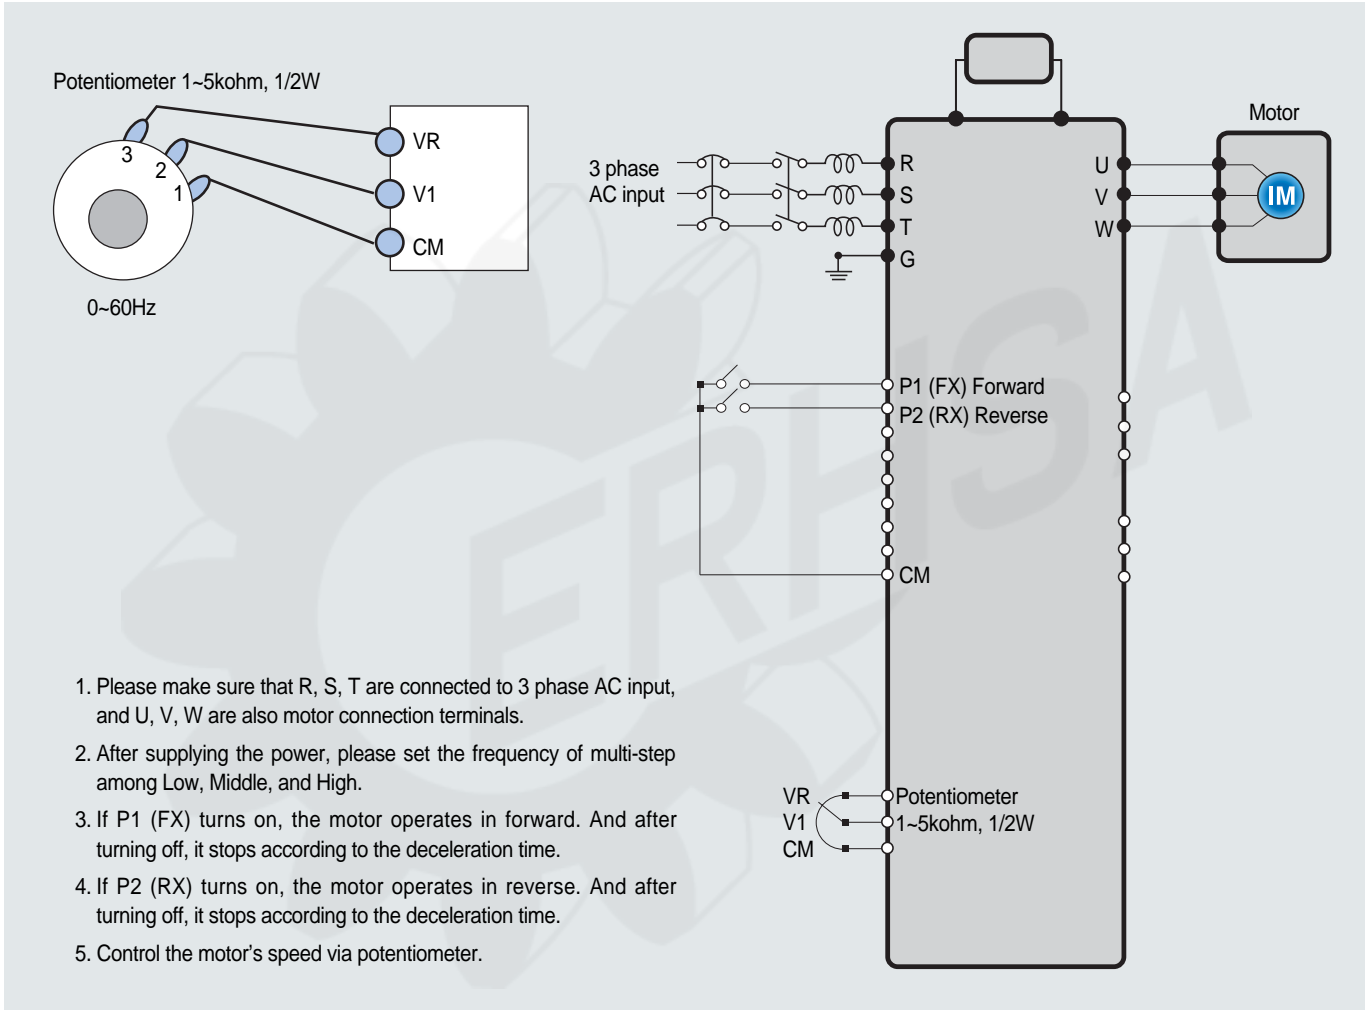 Potentiometer 1~5kohm, 1/2W
3
2
1
VR
V1
CM
0~60Hz
3 phase
AC input
R
S
T
G
U
V
W
Motor
IM
P1 (FX) Forward
P2 (RX) Reverse
CM
VR
V1
CM
Potentiometer
1~5kohm, 1/2W
1. Please make sure that R, S, T are connected to 3 phase AC input,
and U, V, W are also motor connection terminals.
2. After supplying the power, please set the frequency of multi-step
among Low, Middle, and High.
3. If P1 (FX) turns on, the motor operates in forward. And after
turning off, it stops according to the deceleration time.
4. If P2 (RX) turns on, the motor operates in reverse. And after
turning off, it stops according to the deceleration time.
5. Control the motor’s speed via potentiometer.
ERHSA